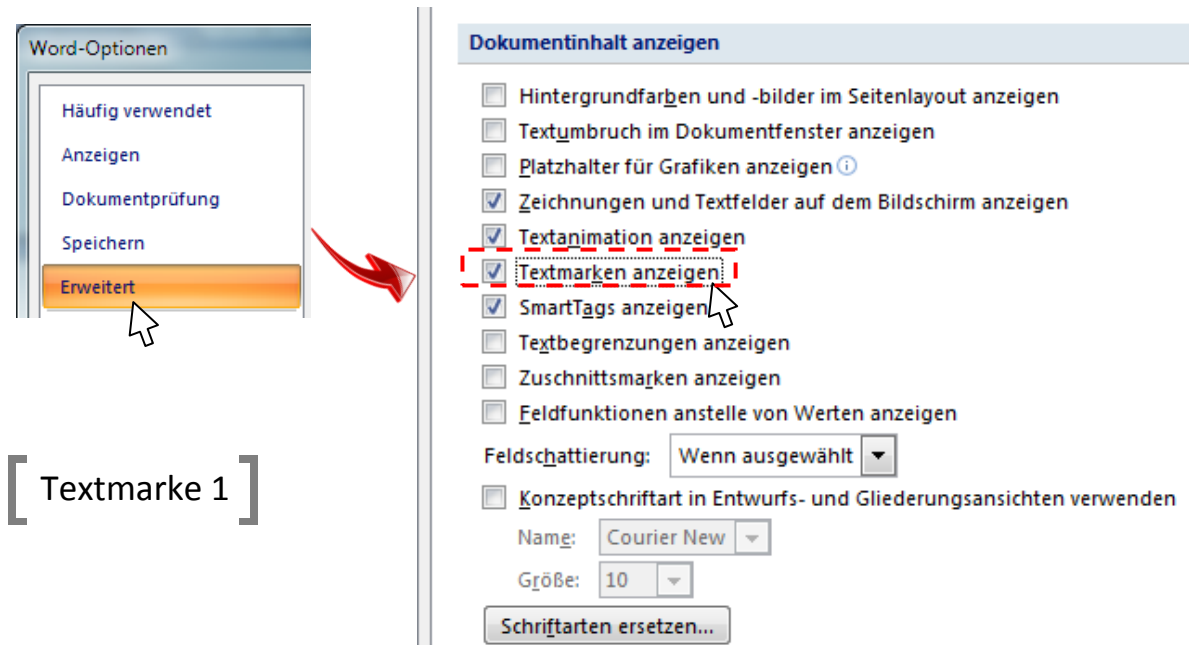 Word-Optionen
Häufig verwendet
Anzeigen
Dokumentprüfung
Speichern
Erweitert
Textmarke 1
Dokumentinhalt anzeigen
Hintergrundfarben und -bilder im Seitenlayout anzeigen
Textumbruch im Dokumentfenster anzeigen
Platzhalter für Grafiken anzeigen
Zeichnungen und Textfelder auf dem Bildschirm anzeigen
Textanimation anzeigen
Textmarken anzeigen
SmartTags anzeigen
Textbegrenzungen anzeigen
Zuschnittsmarken anzeigen
Feldfunktionen anstelle von Werten anzeigen
Feldschattierung: Wenn ausgewählt
Konzeptschriftart in Entwurfs- und Gliederungsansichten verwenden
Name: Courier New
Größe: 10
Schriftarten ersetzen...